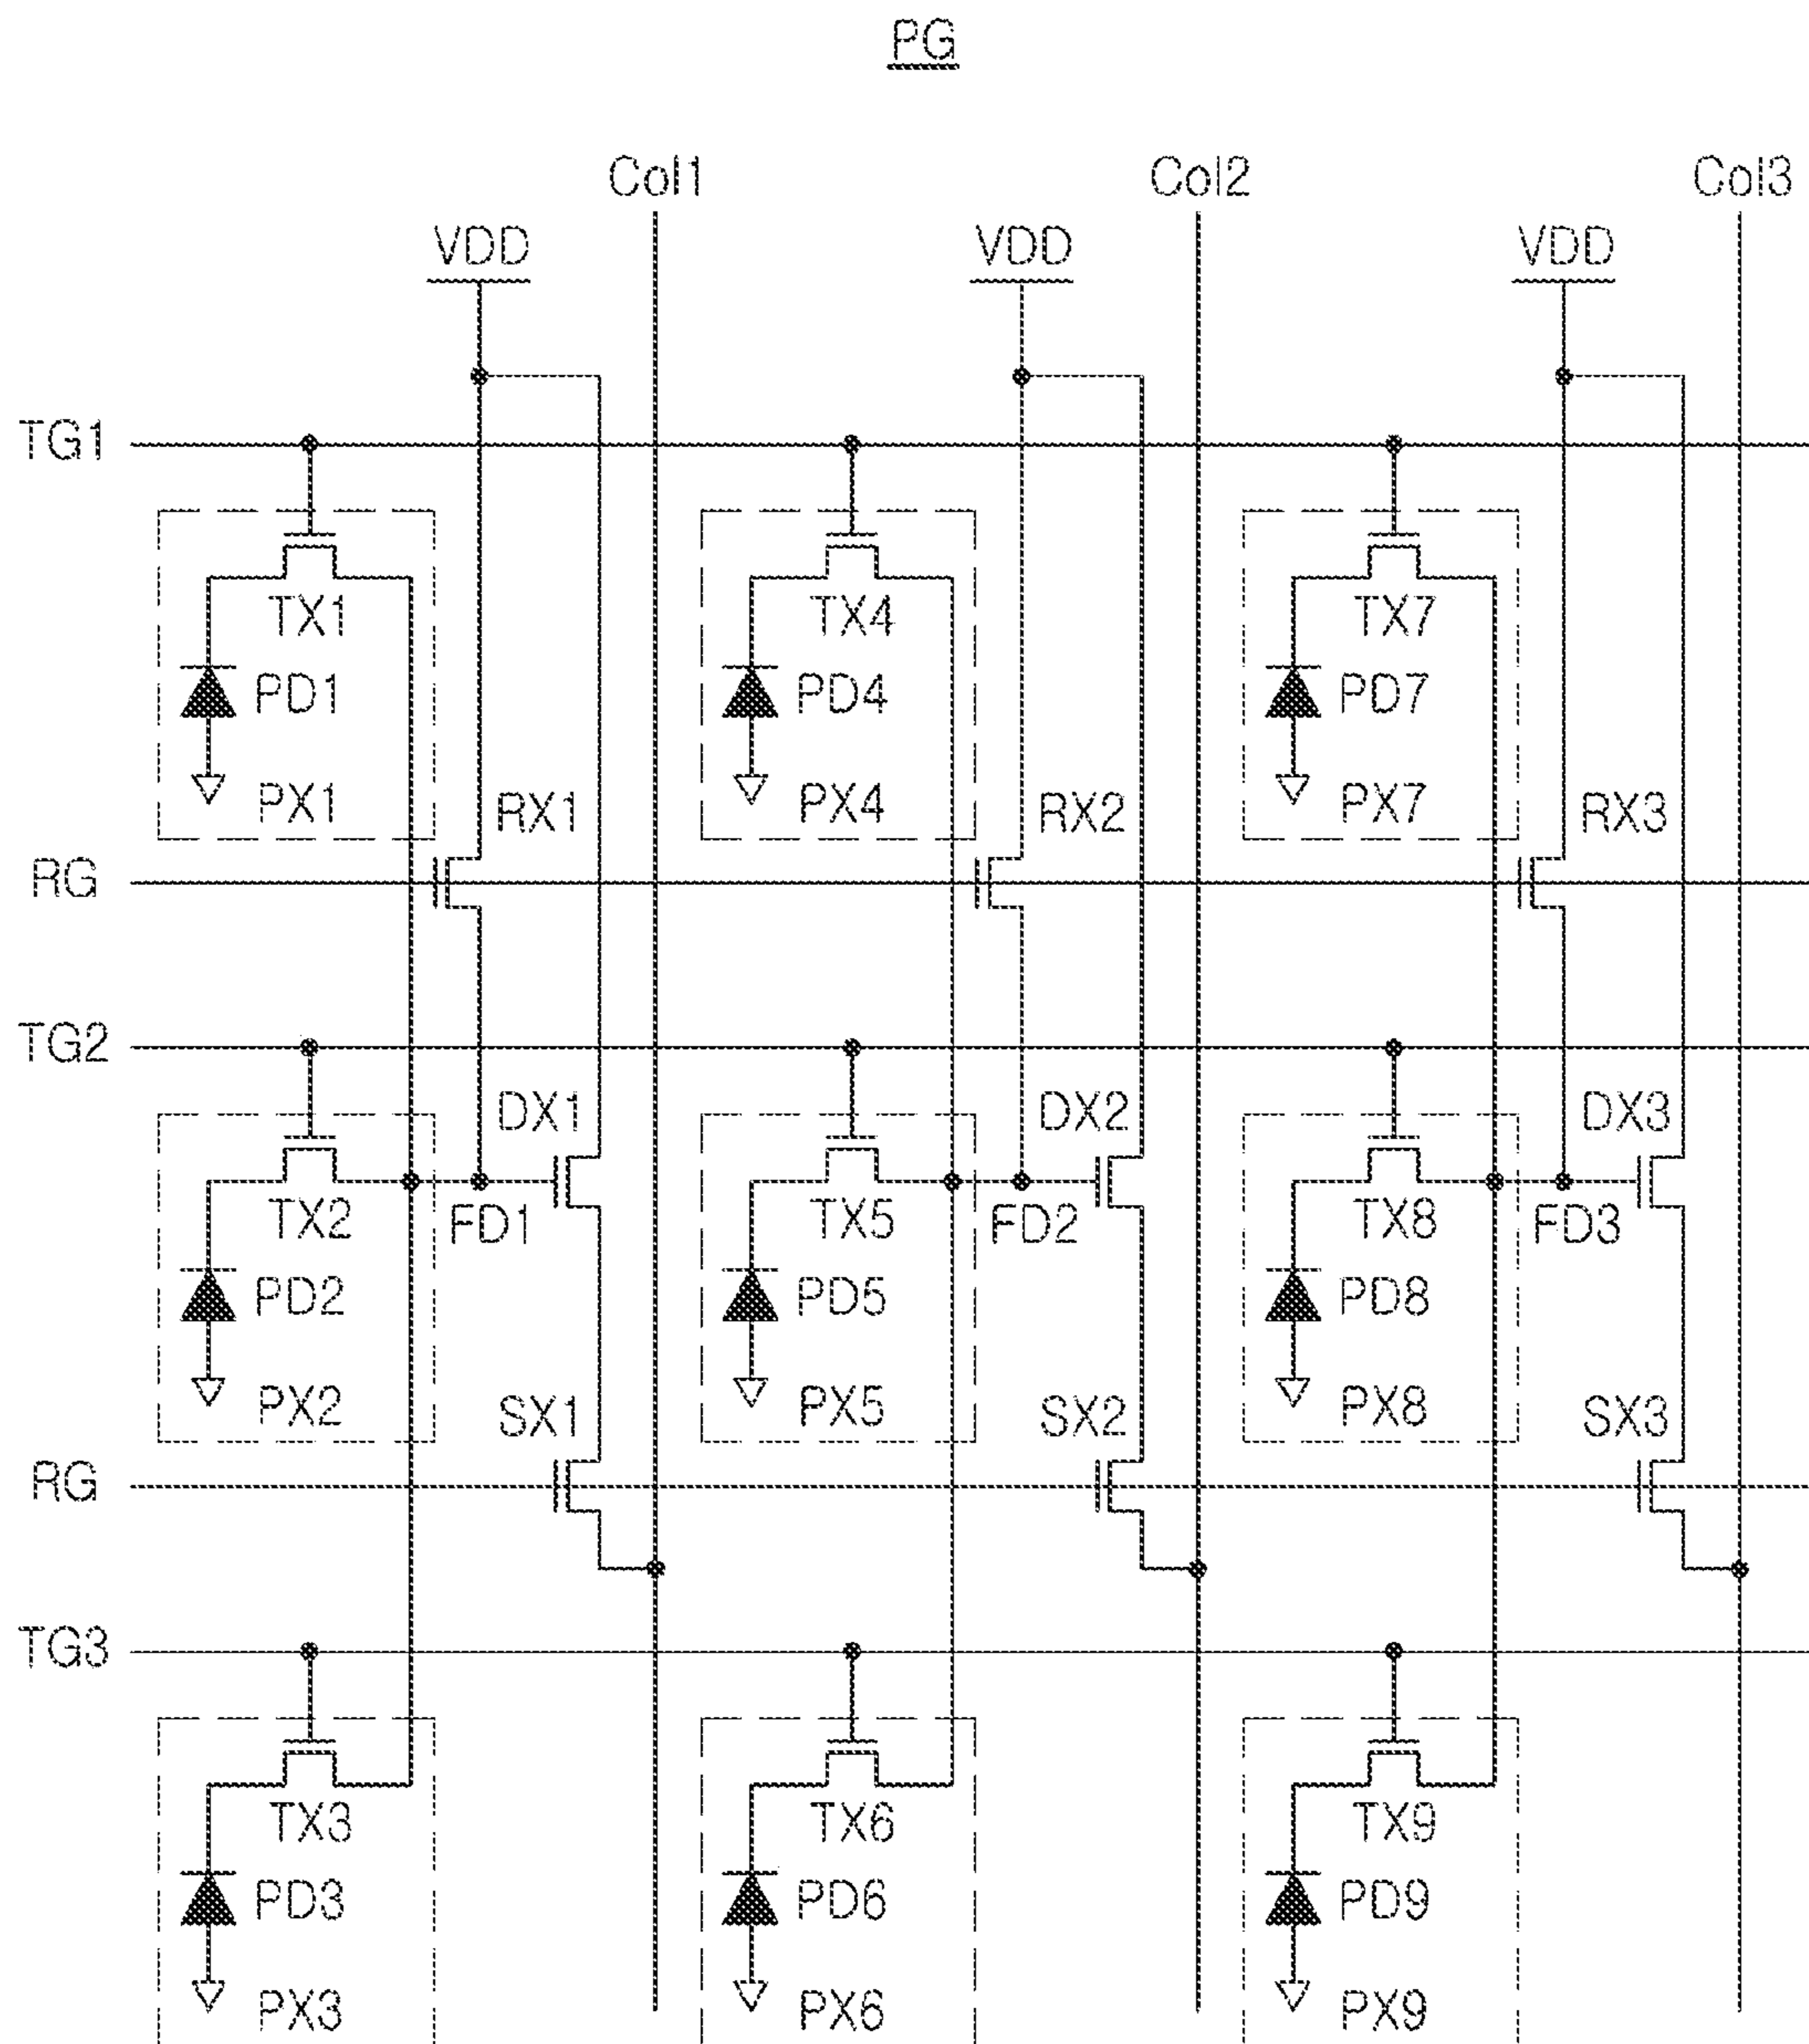 PG
Col1 Col2 Col3
VDD VDD VDD
TG1
TX1 TX4 TX7
PD1 PD4 PD7
PX1 RX1 PX4 RX2 PX7 RX3
RG
TG2
DX1 DX2 DX3
TX2 FD1 TX5 FD2 TX8 FD3
PD2 PD5 PD8
PX2 SX1 PX5 SX2 PX8 SX3
RG
TG3
TX3 TX6 TX9
PD3 PD6 PD9
PX3 PX6 PX9